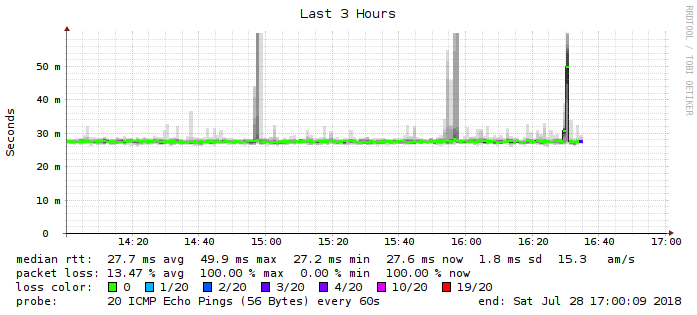 Last 3 Hours
RRDTOOL / TOBI OETIKER
Seconds
50 m
40 m
30 m
20 m
10 m
0
14:20 14:40 15:00 15:20 15:40 16:00 16:20 16:40 17:00
median rtt: 27.7 ms avg 49.9 ms max 27.2 ms min 27.6 ms now 1.8 ms sd 15.3 am/s
packet loss: 13.47 % avg 100.00 % max 0.00 % min 100.00 % now
loss color: 0 1/20 2/20 3/20 4/20 10/20 19/20
probe: 20 ICMP Echo Pings (56 Bytes) every 60s end: Sat Jul 28 17:00:09 2018